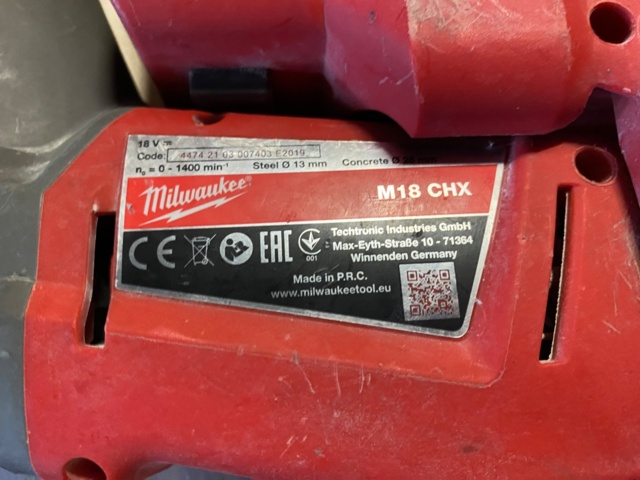 18 V ⎓
Code: 4474 21 03 007403 E2019
n₀ = 0 - 1400 min⁻¹ Steel Ø 13 mm Concrete Ø
Milwaukee
M18 CHX
CE EAC 001
Techtronic Industries GmbH
Max-Eyth-Straße 10 - 71364
Winnenden Germany
Made in P.R.C.
www.milwaukeetool.eu